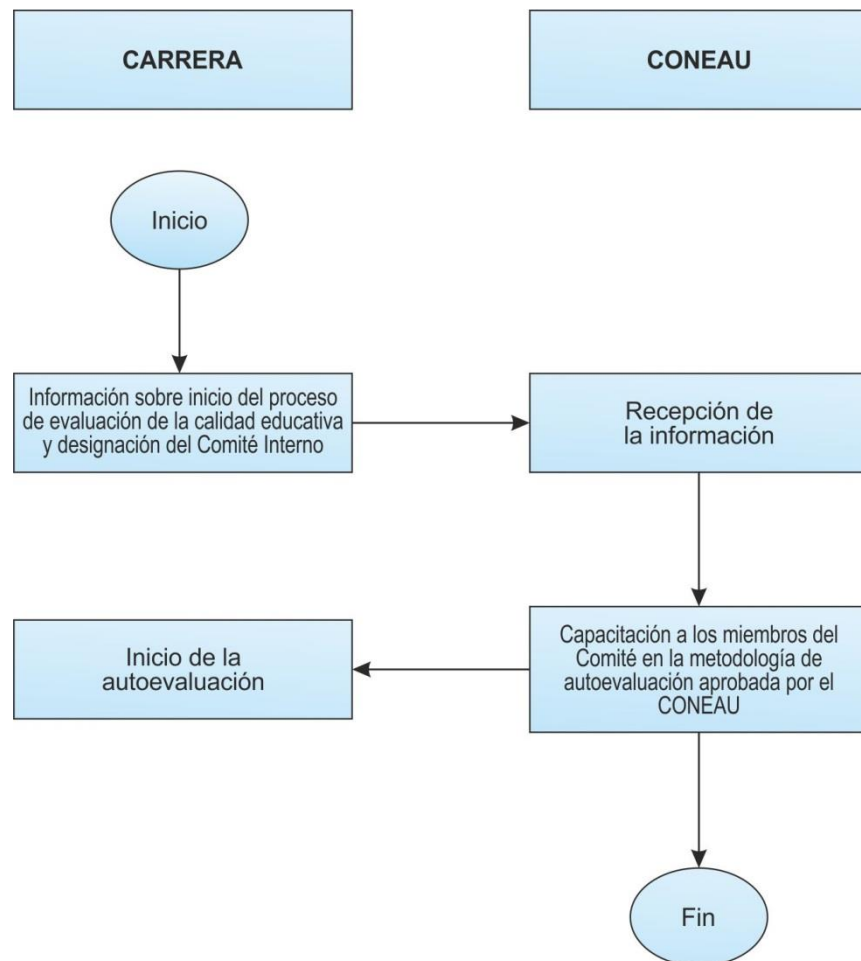 CARRERA
CONEAU
Inicio
Información sobre inicio del proceso
de evaluación de la calidad educativa
y designación del Comité Interno
Recepción de
la información
Inicio de la
autoevaluación
Capacitación a los miembros del
Comité en la metodología de
autoevaluación aprobada por el
CONEAU
Fin